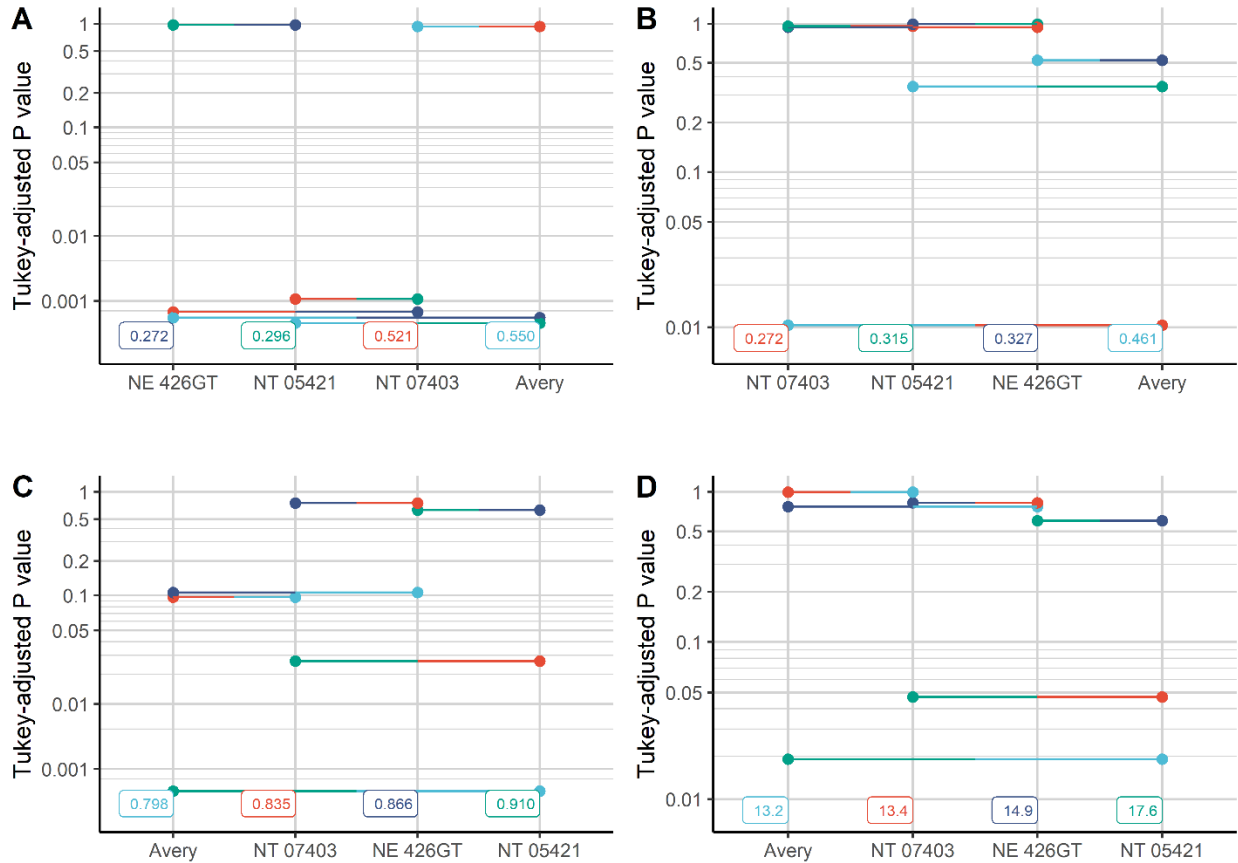 A
Tukey-adjusted P value
1
0.5
0.2
0.1
0.05
0.01
0.001
0.272
0.296
0.521
0.550
NE 426GT
NT 05421
NT 07403
Avery
B
Tukey-adjusted P value
1
0.5
0.2
0.1
0.05
0.01
0.272
0.315
0.327
0.461
NT 07403
NT 05421
NE 426GT
Avery
C
Tukey-adjusted P value
1
0.5
0.2
0.1
0.05
0.01
0.001
0.798
0.835
0.866
0.910
Avery
NT 07403
NE 426GT
NT 05421
D
Tukey-adjusted P value
1
0.5
0.2
0.1
0.05
0.01
13.2
13.4
14.9
17.6
Avery
NT 07403
NE 426GT
NT 05421